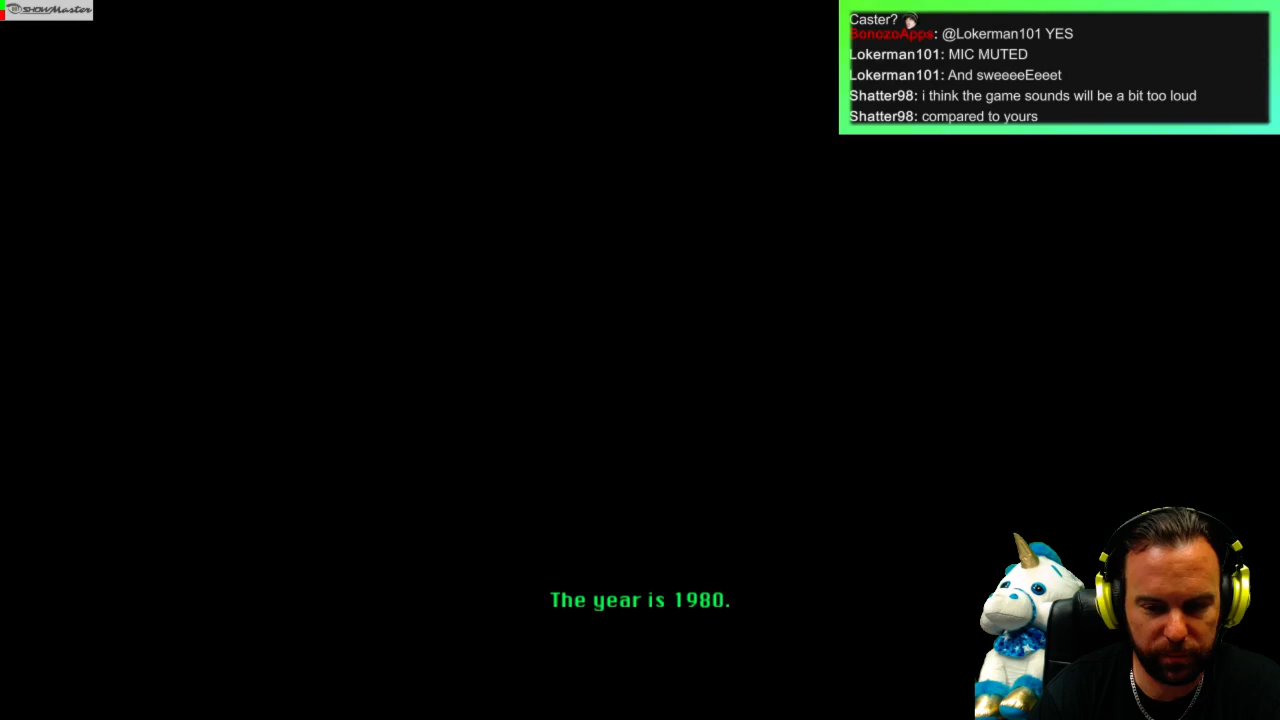 SHOWMaster
Caster?
BonozoApps: @Lokerman101 YES
Lokerman101: MIC MUTED
Lokerman101: And sweeeeEeeet
Shatter98: i think the game sounds will be a bit too loud
Shatter98: compared to yours
The year is 1980.